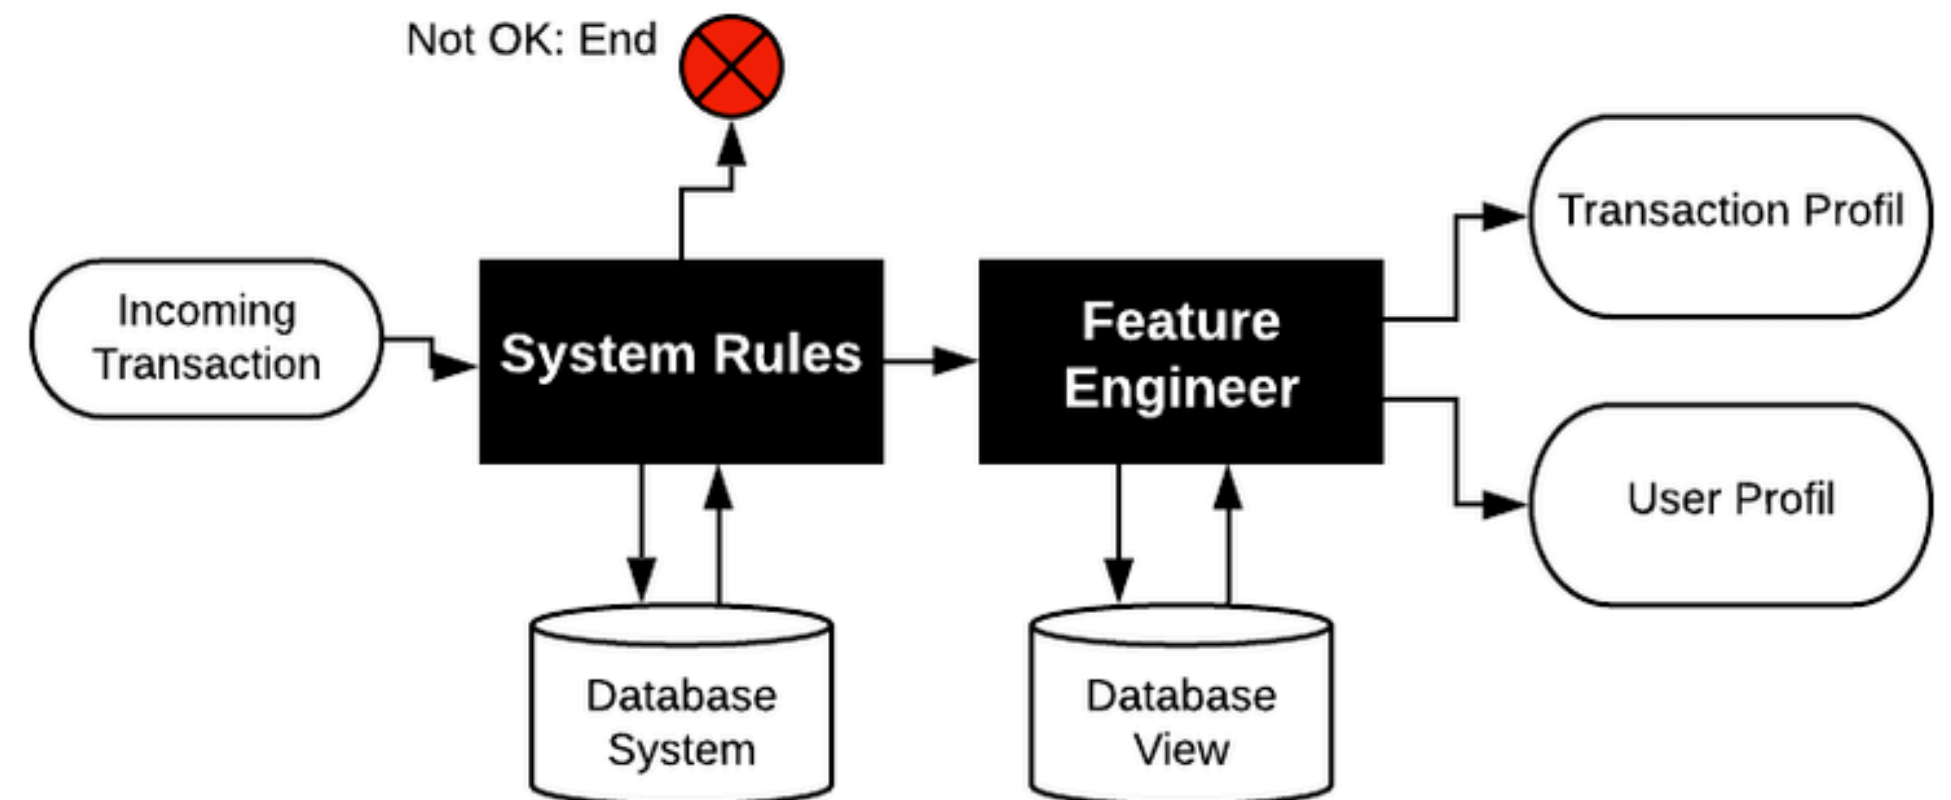 Not OK: End
Incoming
Transaction
System Rules
Feature
Engineer
Transaction Profil
User Profil
Database
System
Database
View